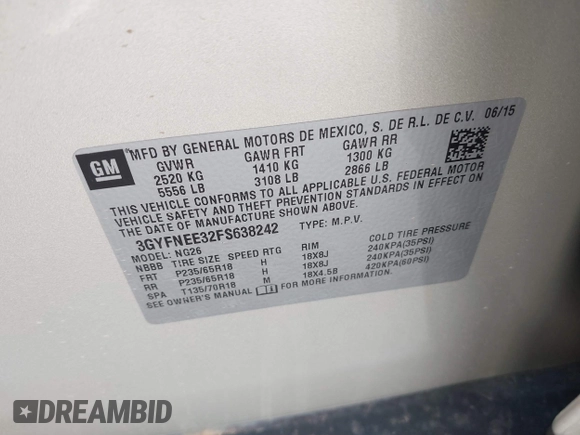 GM
MFD BY GENERAL MOTORS DE MEXICO, S. DE R.L. DE C.V. 06/15
GVWR GAWR FRT GAWR RR
2520 KG 1410 KG 1300 KG
5556 LB 3108 LB 2866 LB
THIS VEHICLE CONFORMS TO ALL APPLICABLE U.S. FEDERAL MOTOR
VEHICLE SAFETY AND THEFT PREVENTION STANDARDS IN EFFECT ON
THE DATE OF MANUFACTURE SHOWN ABOVE.
3GYFNEE32FS638242 TYPE: M.P.V.
MODEL: NG26
NBBB TIRE SIZE SPEED RTG RIM COLD TIRE PRESSURE
FRT P235/65R18 H 18X8J 240KPA(35PSI)
RR P235/65R18 H 18X8J 240KPA(35PSI)
SPA T135/70R18 M 18X4.5B 420KPA(60PSI)
SEE OWNER'S MANUAL FOR MORE INFORMATION.
DREAMBID